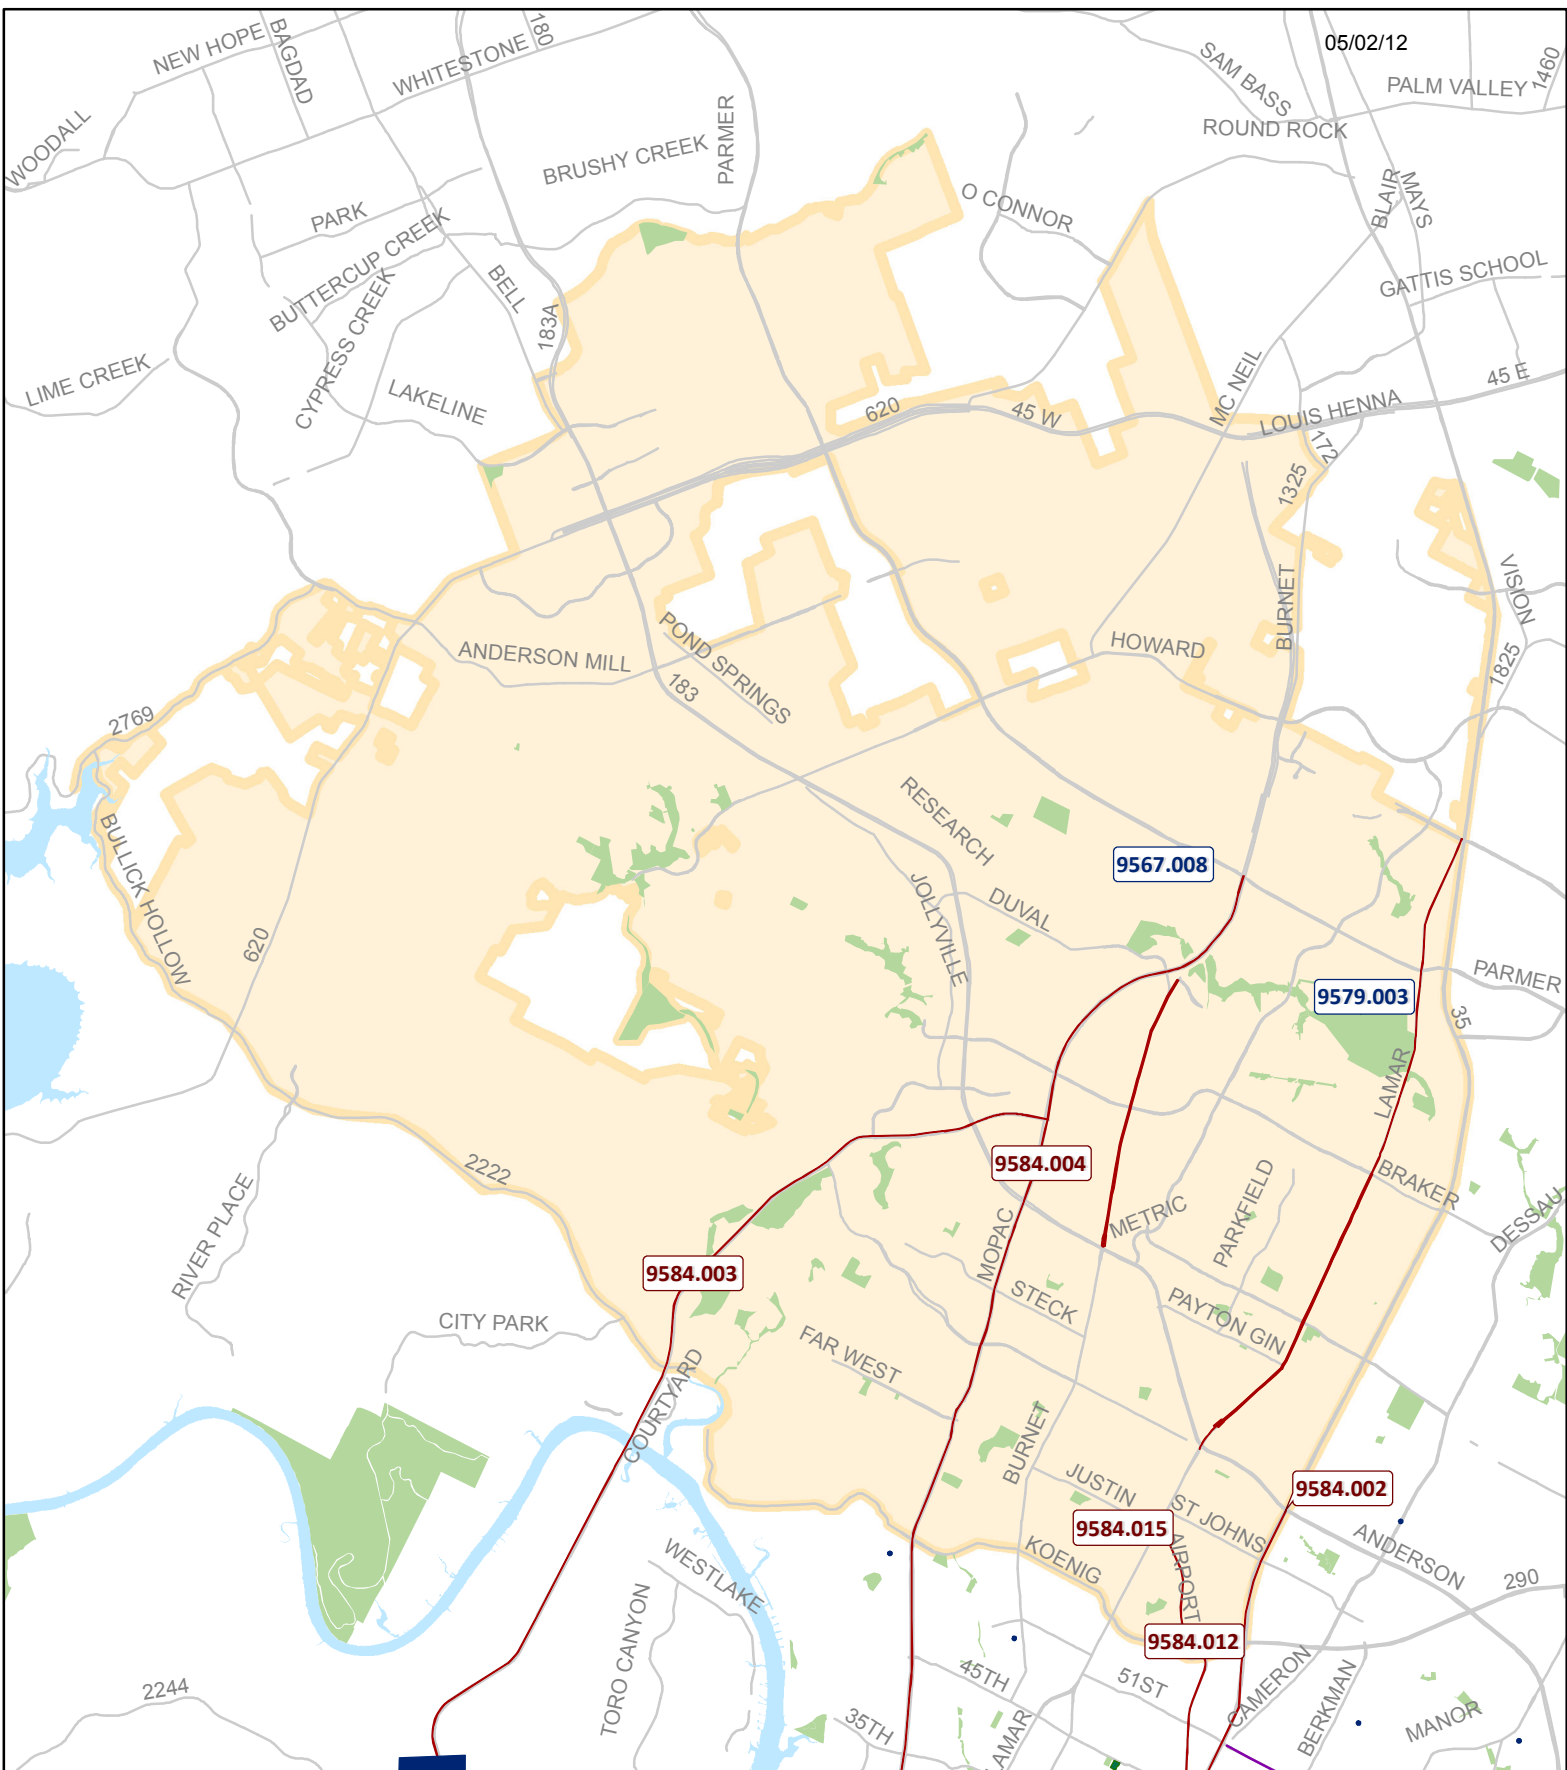 05/02/12
NEW HOPE
BAGDAD
WHITESTONE
180
SAM BASS
PALM VALLEY
1460
WOODALL
PARMER
ROUND ROCK
BRUSHY CREEK
BLAIR
MAYS
O CONNOR
PARK
BUTTERCUP CREEK
BELL
GATTIS SCHOOL
CYPRESS CREEK
183A
LIME CREEK
LAKELINE
MC NEIL
45 E
620
45 W
LOUIS HENNA
172
1325
VISION
BURNET
ANDERSON MILL
POND SPRINGS
HOWARD
1825
183
2769
RESEARCH
BULLICK HOLLOW
9567.008
JOLLYVILLE
DUVAL
620
PARMER
9579.003
35
LAMAR
9584.004
2222
BRAKER
PARKFIELD
METRIC
DESSAU
RIVER PLACE
MOPAC
9584.003
STECK
PAYTON GIN
CITY PARK
FAR WEST
COURTYARD
BURNET
JUSTIN
9584.002
ST JOHNS
9584.015
AIRPORT
ANDERSON
KOENIG
WESTLAKE
290
TORO CANYON
9584.012
45TH
51ST
CAMERON
BERKMAN
2244
35TH
LAMAR
MANOR